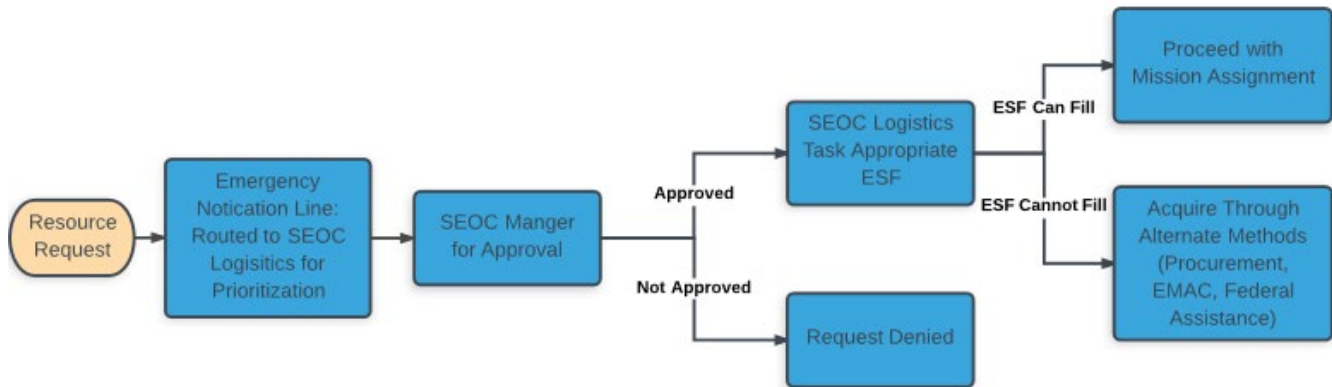 Resource
Request
Emergency
Notication Line:
Routed to SEOC
Logisitics for
Prioritization
SEOC Manger
for Approval
Approved
Not Approved
SEOC Logistics
Task Appropriate
ESF
Request Denied
ESF Can Fill
ESF Cannot Fill
Proceed with
Mission Assignment
Acquire Through
Alternate Methods
(Procurement,
EMAC, Federal
Assistance)